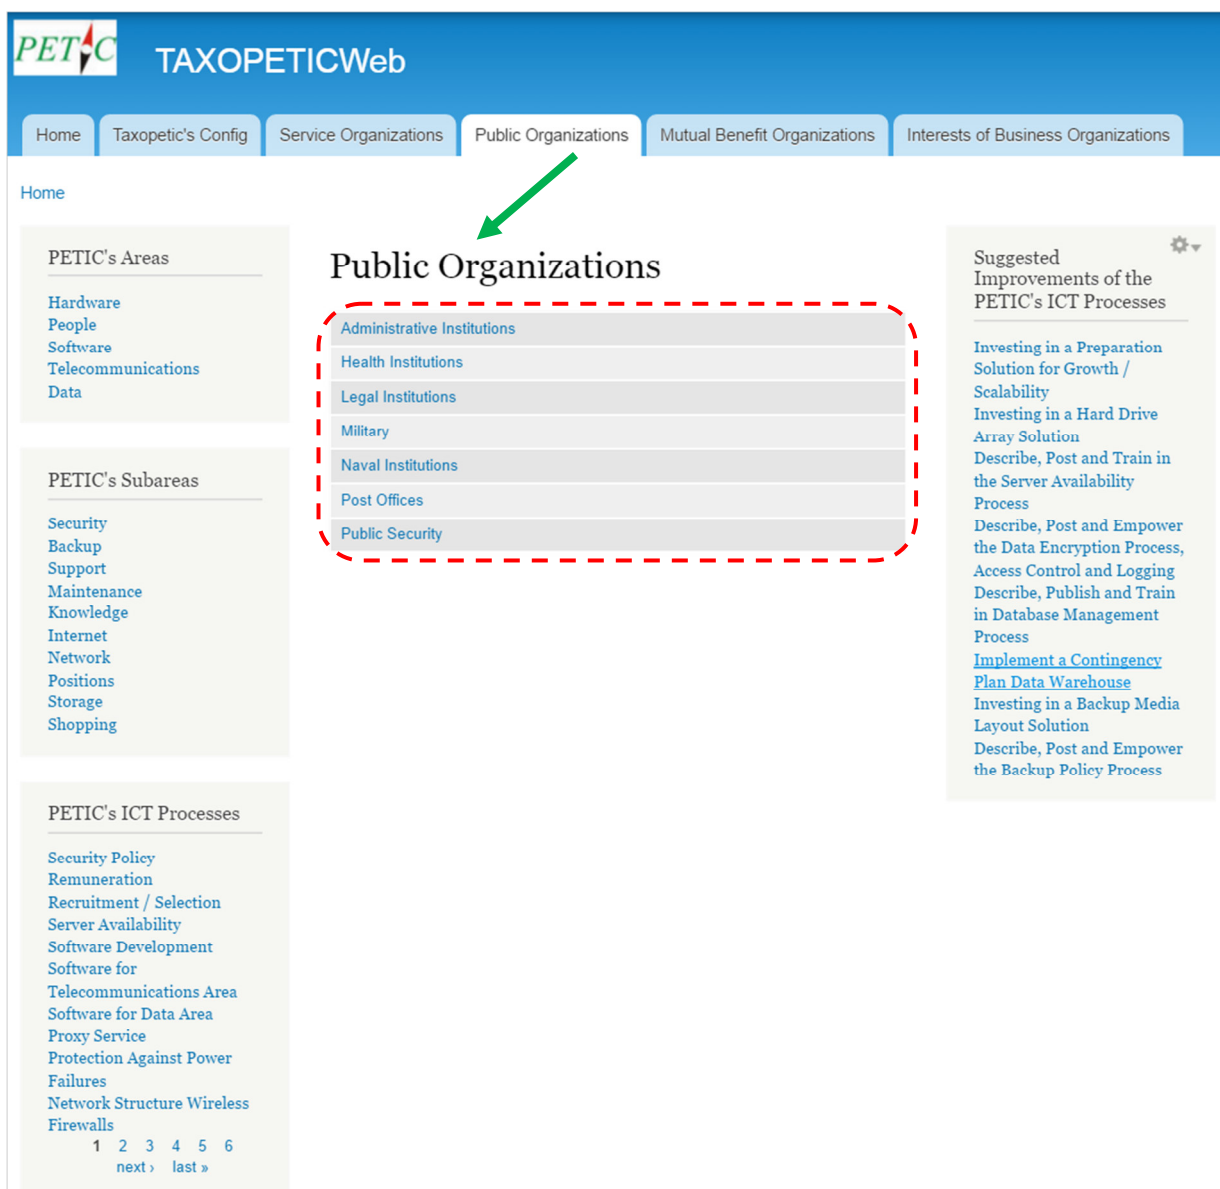 PETIC
TAXOPETICWeb
Home
Taxopetic's Config
Service Organizations
Public Organizations
Mutual Benefit Organizations
Interests of Business Organizations
Home
PETIC's Areas
Hardware
People
Software
Telecommunications
Data
PETIC's Subareas
Security
Backup
Support
Maintenance
Knowledge
Internet
Network
Positions
Storage
Shopping
PETIC's ICT Processes
Security Policy
Remuneration
Recruitment / Selection
Server Availability
Software Development
Software for
Telecommunications Area
Software for Data Area
Proxy Service
Protection Against Power
Failures
Network Structure Wireless
Firewalls
1 2 3 4 5 6
next › last »
Public Organizations
Administrative Institutions
Health Institutions
Legal Institutions
Military
Naval Institutions
Post Offices
Public Security
Suggested
Improvements of the
PETIC's ICT Processes
Investing in a Preparation
Solution for Growth /
Scalability
Investing in a Hard Drive
Array Solution
Describe, Post and Train in
the Server Availability
Process
Describe, Post and Empower
the Data Encryption Process,
Access Control and Logging
Describe, Publish and Train
in Database Management
Process
Implement a Contingency
Plan Data Warehouse
Investing in a Backup Media
Layout Solution
Describe, Post and Empower
the Backup Policy Process